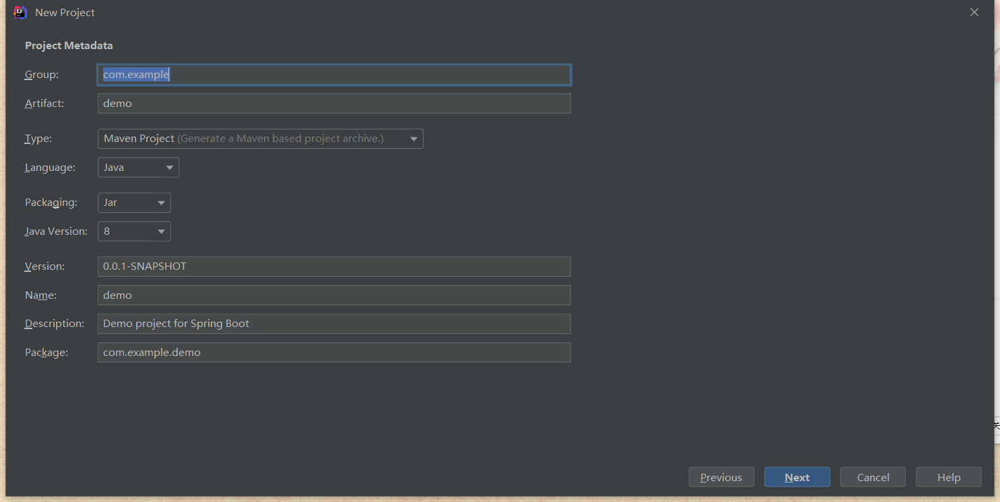 New Project
Project Metadata
Group: com.example
Artifact: demo
Type: Maven Project (Generate a Maven based project archive.)
Language: Java
Packaging: Jar
Java Version: 8
Version: 0.0.1-SNAPSHOT
Name: demo
Description: Demo project for Spring Boot
Package: com.example.demo
关
Previous Next Cancel Help